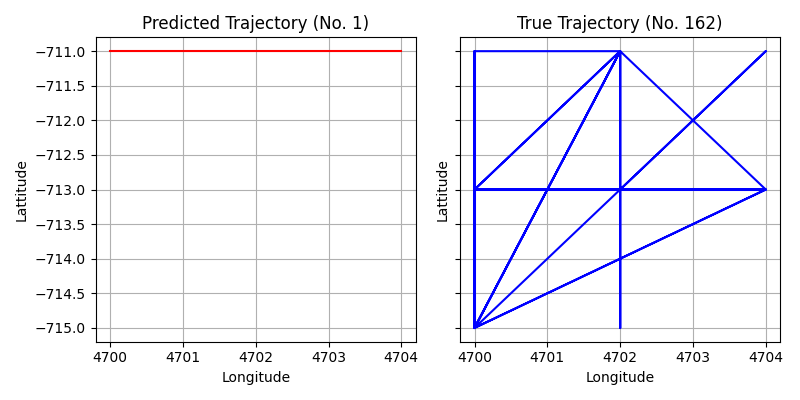 Predicted Trajectory (No. 1)
True Trajectory (No. 162)
−711.0
−711.5
−712.0
−712.5
−713.0
−713.5
−714.0
−714.5
−715.0
Lattitude
Lattitude
4700 4701 4702 4703 4704
4700 4701 4702 4703 4704
Longitude
Longitude